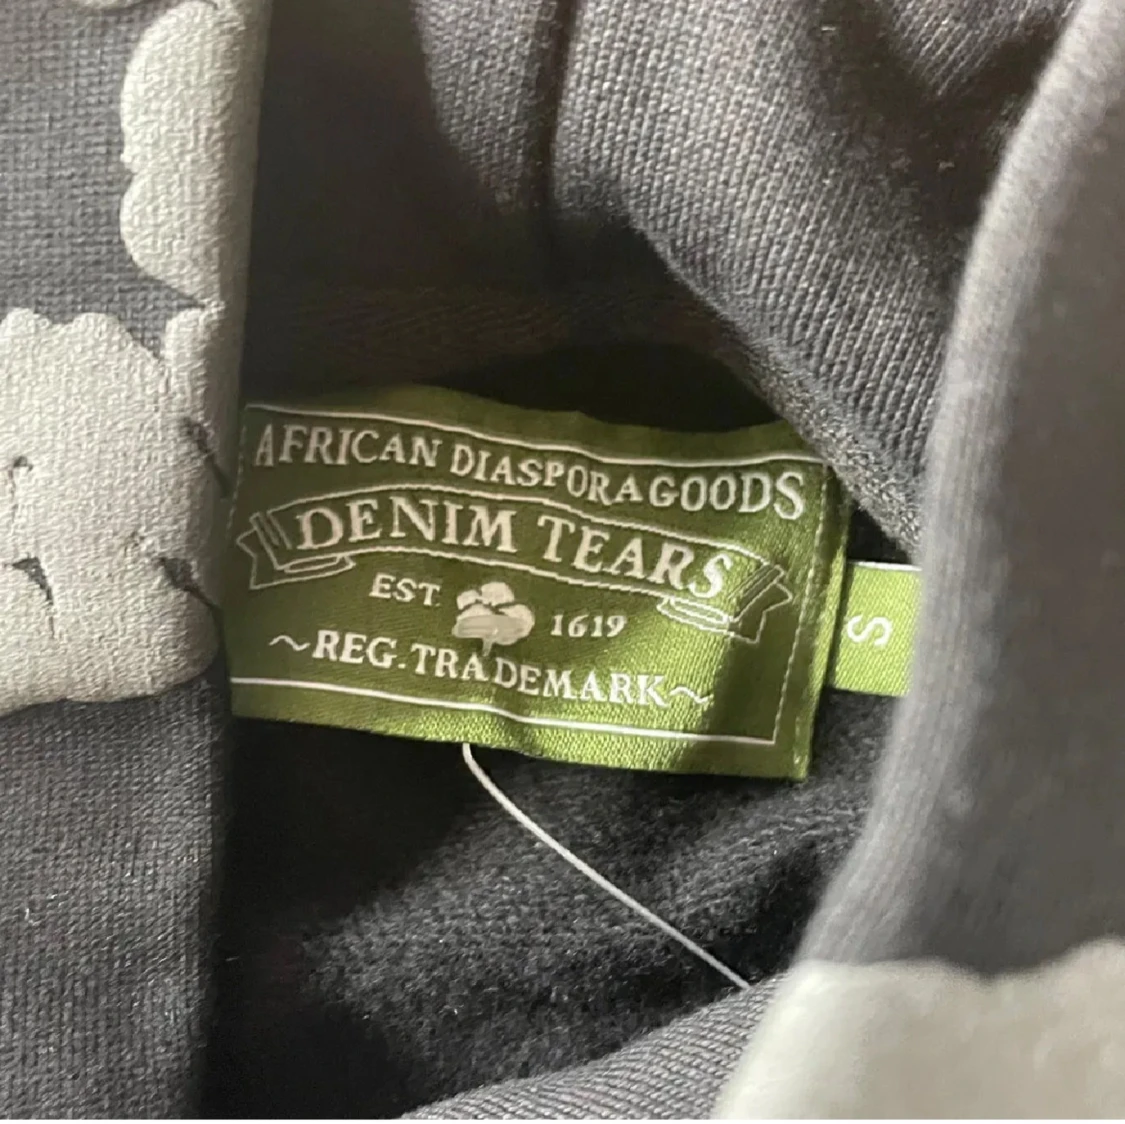 AFRICAN DIASPORA GOODS
DENIM TEARS
EST. 1619
~REG. TRADEMARK~
S